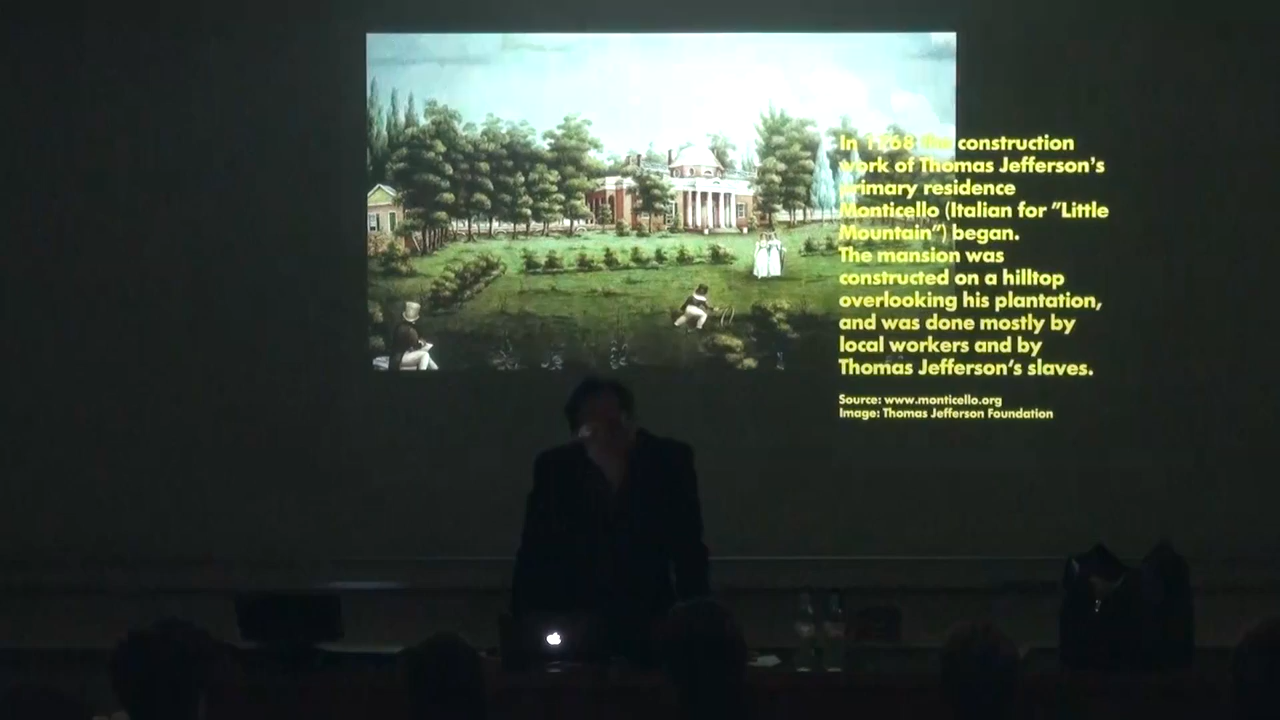 In 1768 the construction
work of Thomas Jefferson's
primary residence
Monticello (Italian for "Little
Mountain") began.
The mansion was
constructed on a hilltop
overlooking his plantation,
and was done mostly by
local workers and by
Thomas Jefferson's slaves.
Source: www.monticello.org
Image: Thomas Jefferson Foundation